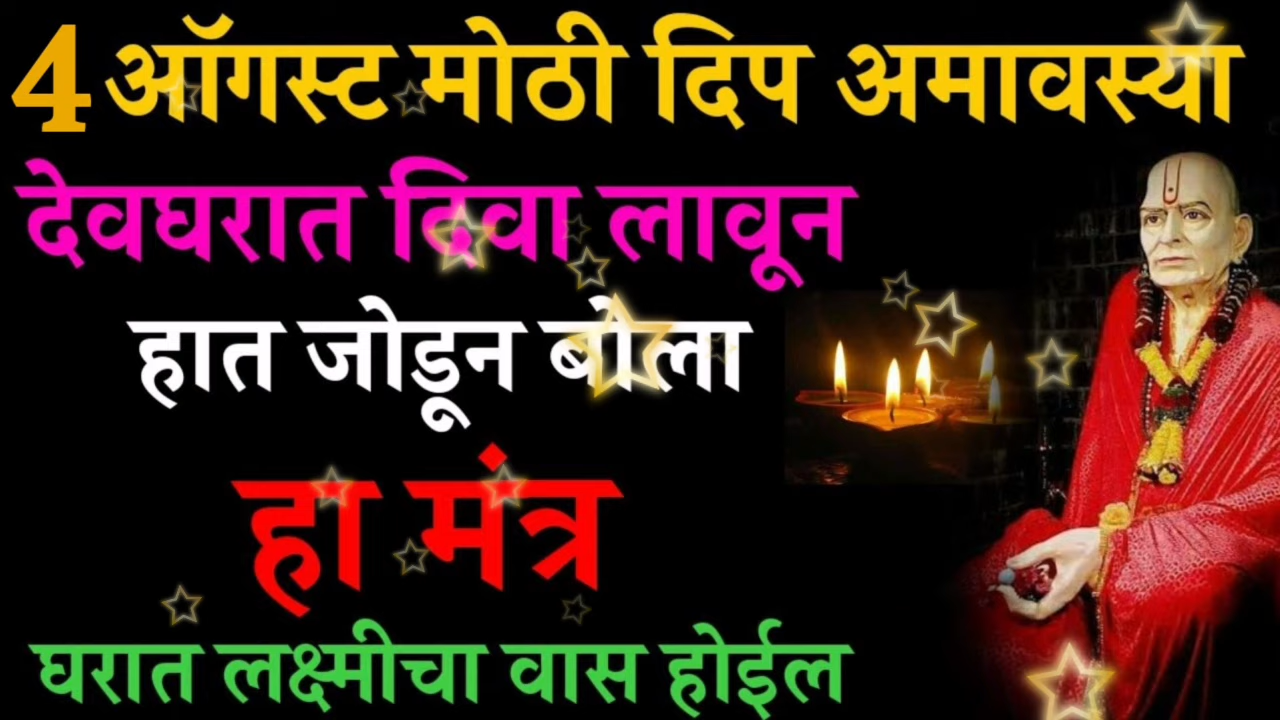 4 ऑगस्ट मोठी दिप अमावस्या
देवघरात दिवा लावून
हात जोडून बोला
हा मंत्र
घरात लक्ष्मीचा वास होईल